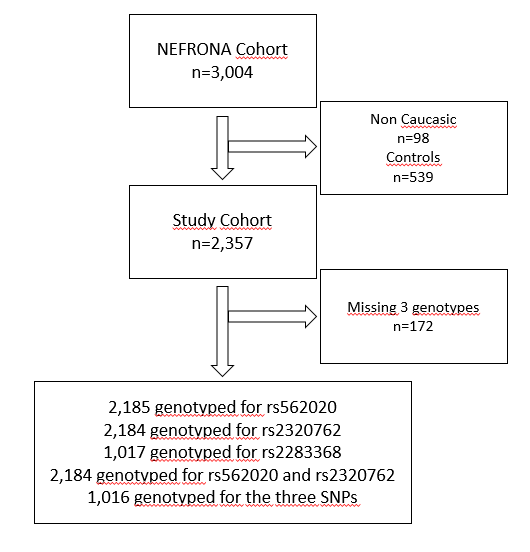 NEFRONA Cohort
n=3,004
Non Caucasic
n=98
Controls
n=539
Study Cohort
n=2,357
Missing 3 genotypes
n=172
2,185 genotyped for rs562020
2,184 genotyped for rs2320762
1,017 genotyped for rs2283368
2,184 genotyped for rs562020 and rs2320762
1,016 genotyped for the three SNPs